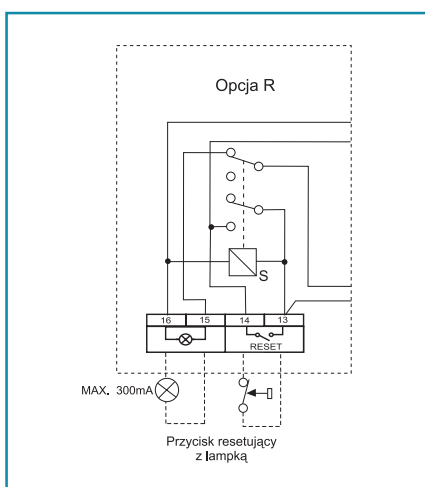 Opcja R
S
16 15 14 13
RESET
MAX. 300mA
Przycisk resetujący
z lampką